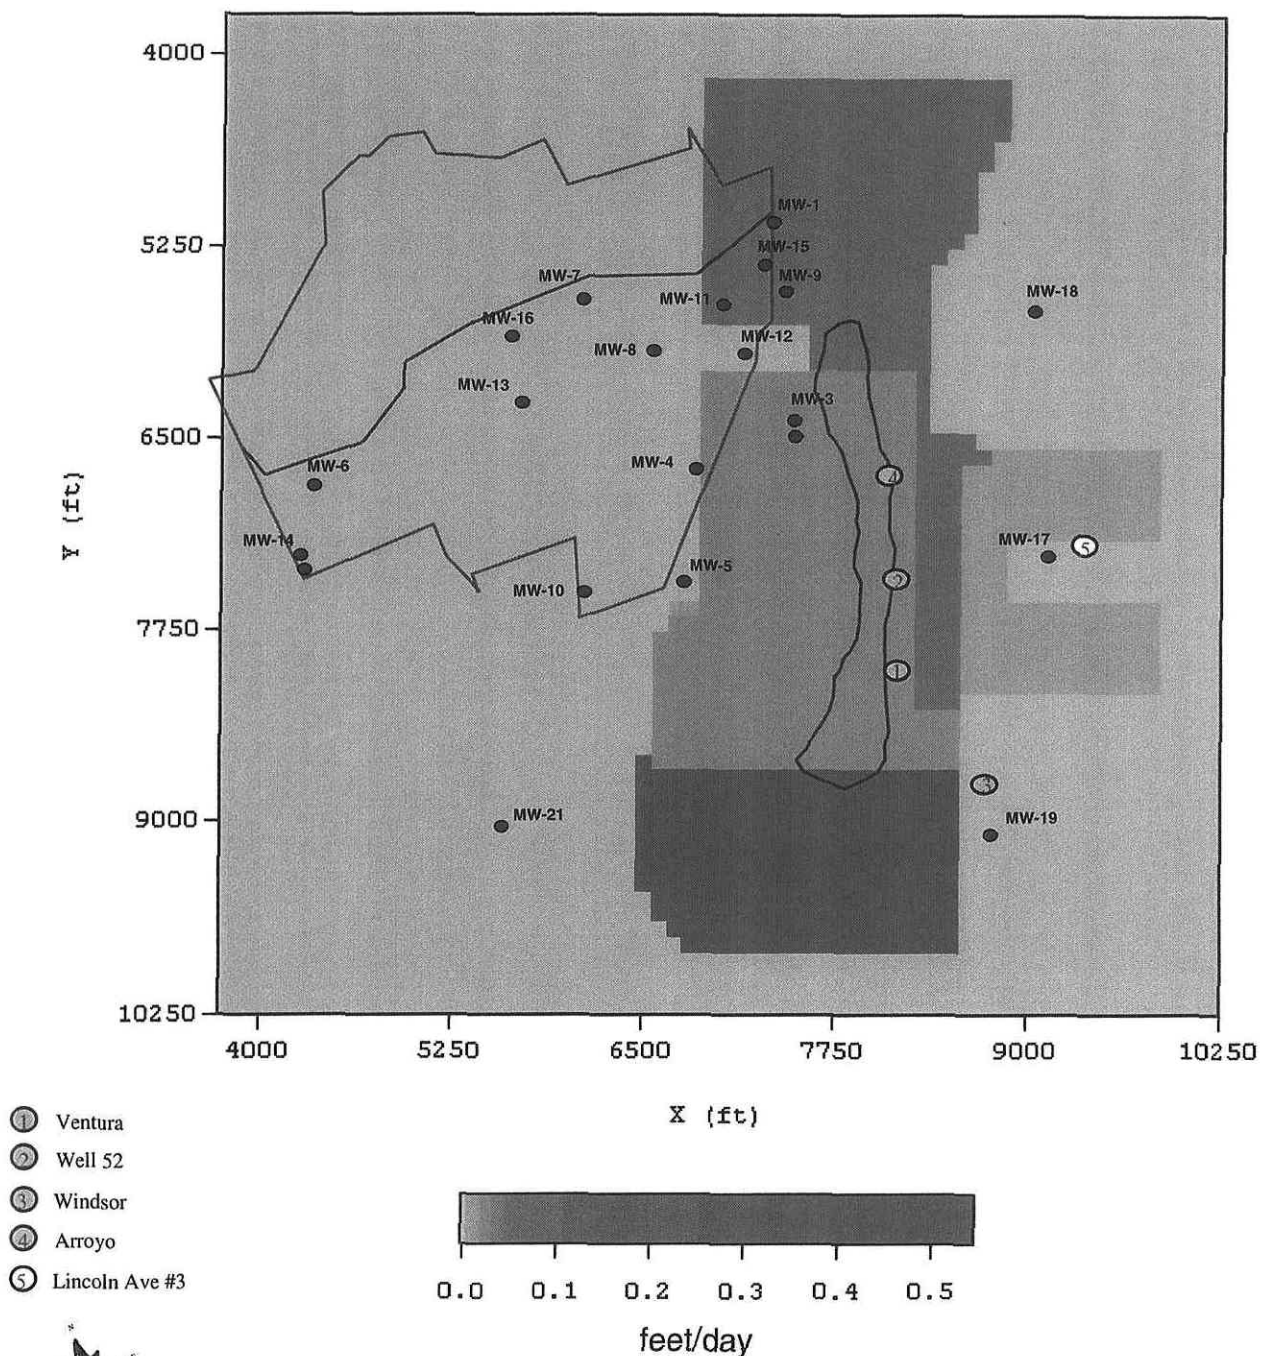 4000
MW-1
5250
MW-15
MW-7
MW-9
MW-11
MW-18
MW-16
MW-12
MW-8
MW-13
MW-3
6500
MW-4
MW-6
4
Y (ft)
MW-14
MW-17
5
MW-5
2
MW-10
7750
1
3
9000
MW-21
MW-19
10250
4000 5250 6500 7750 9000 10250
X (ft)
1 Ventura
2 Well 52
3 Windsor
4 Arroyo
5 Lincoln Ave #3
0.0 0.1 0.2 0.3 0.4 0.5
feet/day